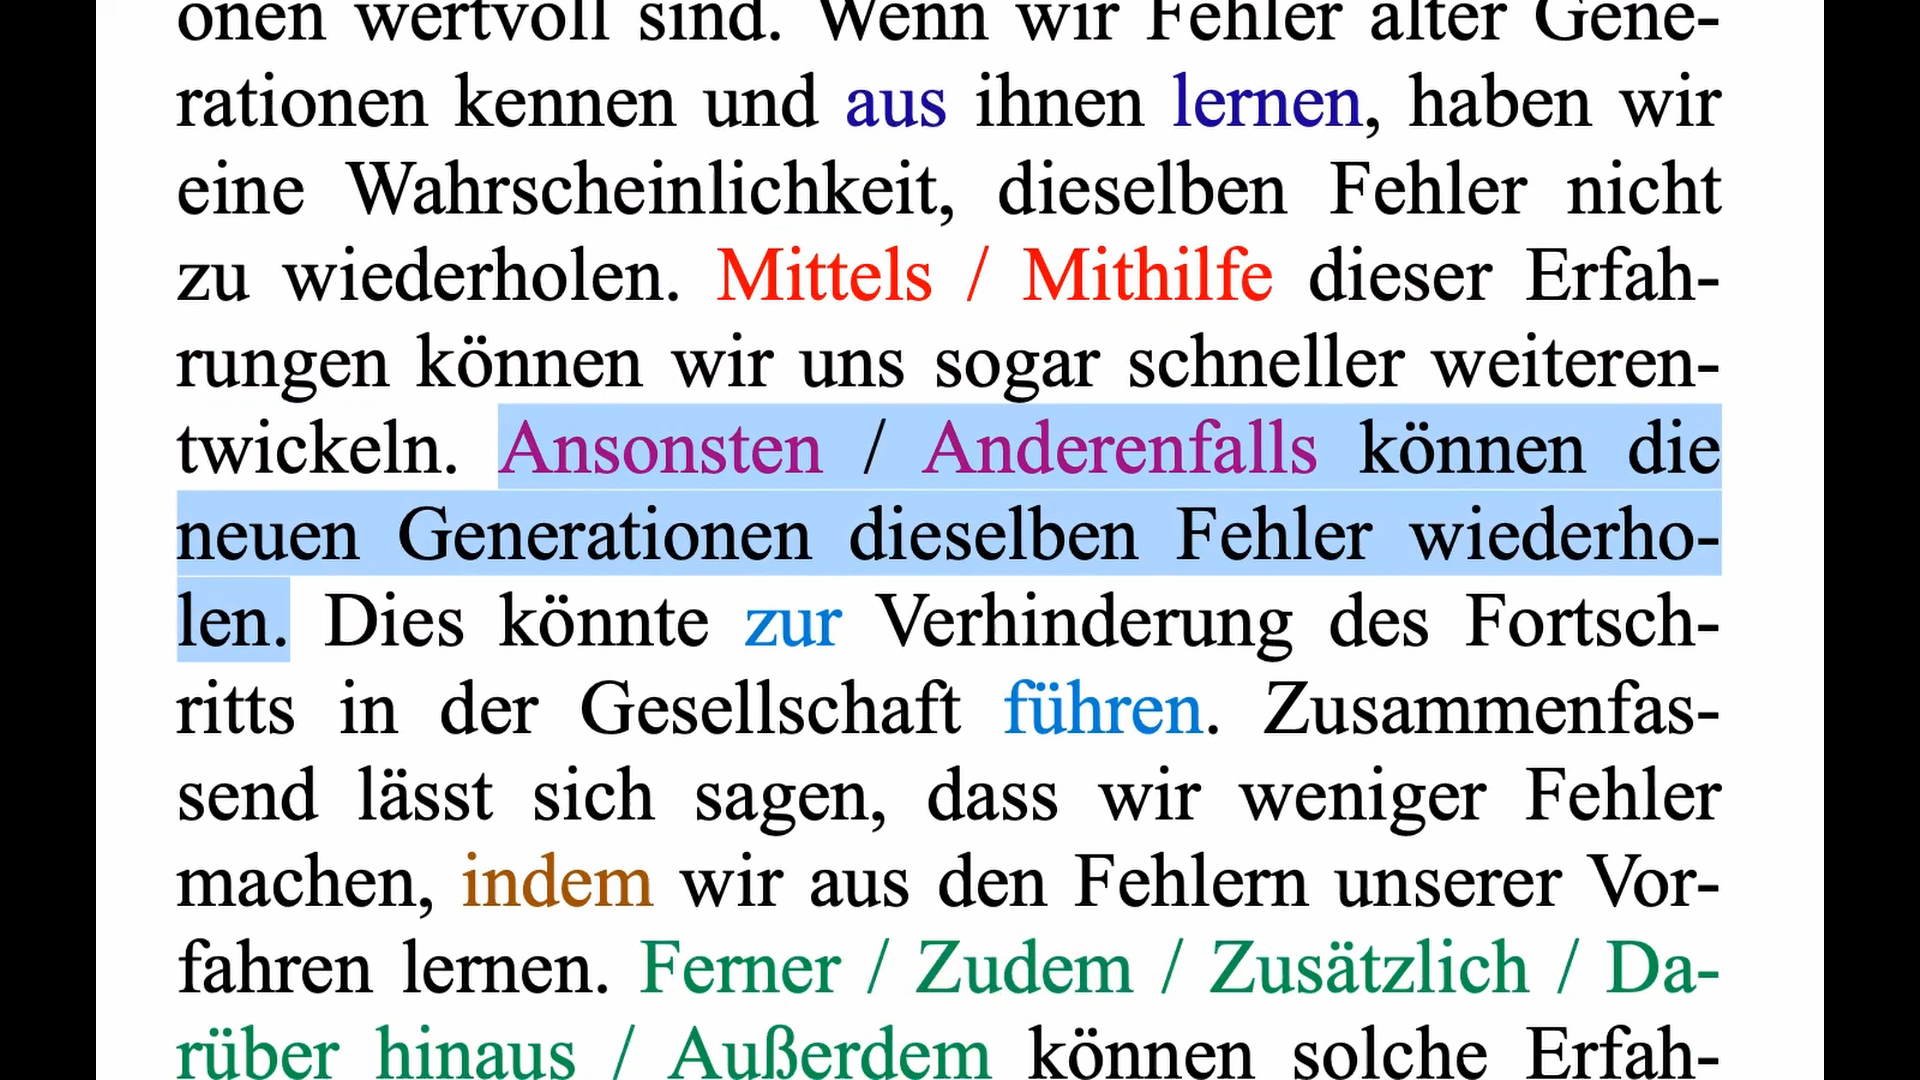 onen wertvoll sind. Wenn wir Fehler alter Gene-
rationen kennen und aus ihnen lernen, haben wir
eine Wahrscheinlichkeit, dieselben Fehler nicht
zu wiederholen. Mittels / Mithilfe dieser Erfah-
rungen können wir uns sogar schneller weiteren-
twickeln. Ansonsten / Anderenfalls können die
neuen Generationen dieselben Fehler wiederho-
len. Dies könnte zur Verhinderung des Fortsch-
ritts in der Gesellschaft führen. Zusammenfas-
send lässt sich sagen, dass wir weniger Fehler
machen, indem wir aus den Fehlern unserer Vor-
fahren lernen. Ferner / Zudem / Zusätzlich / Da-
rüber hinaus / Außerdem können solche Erfah-